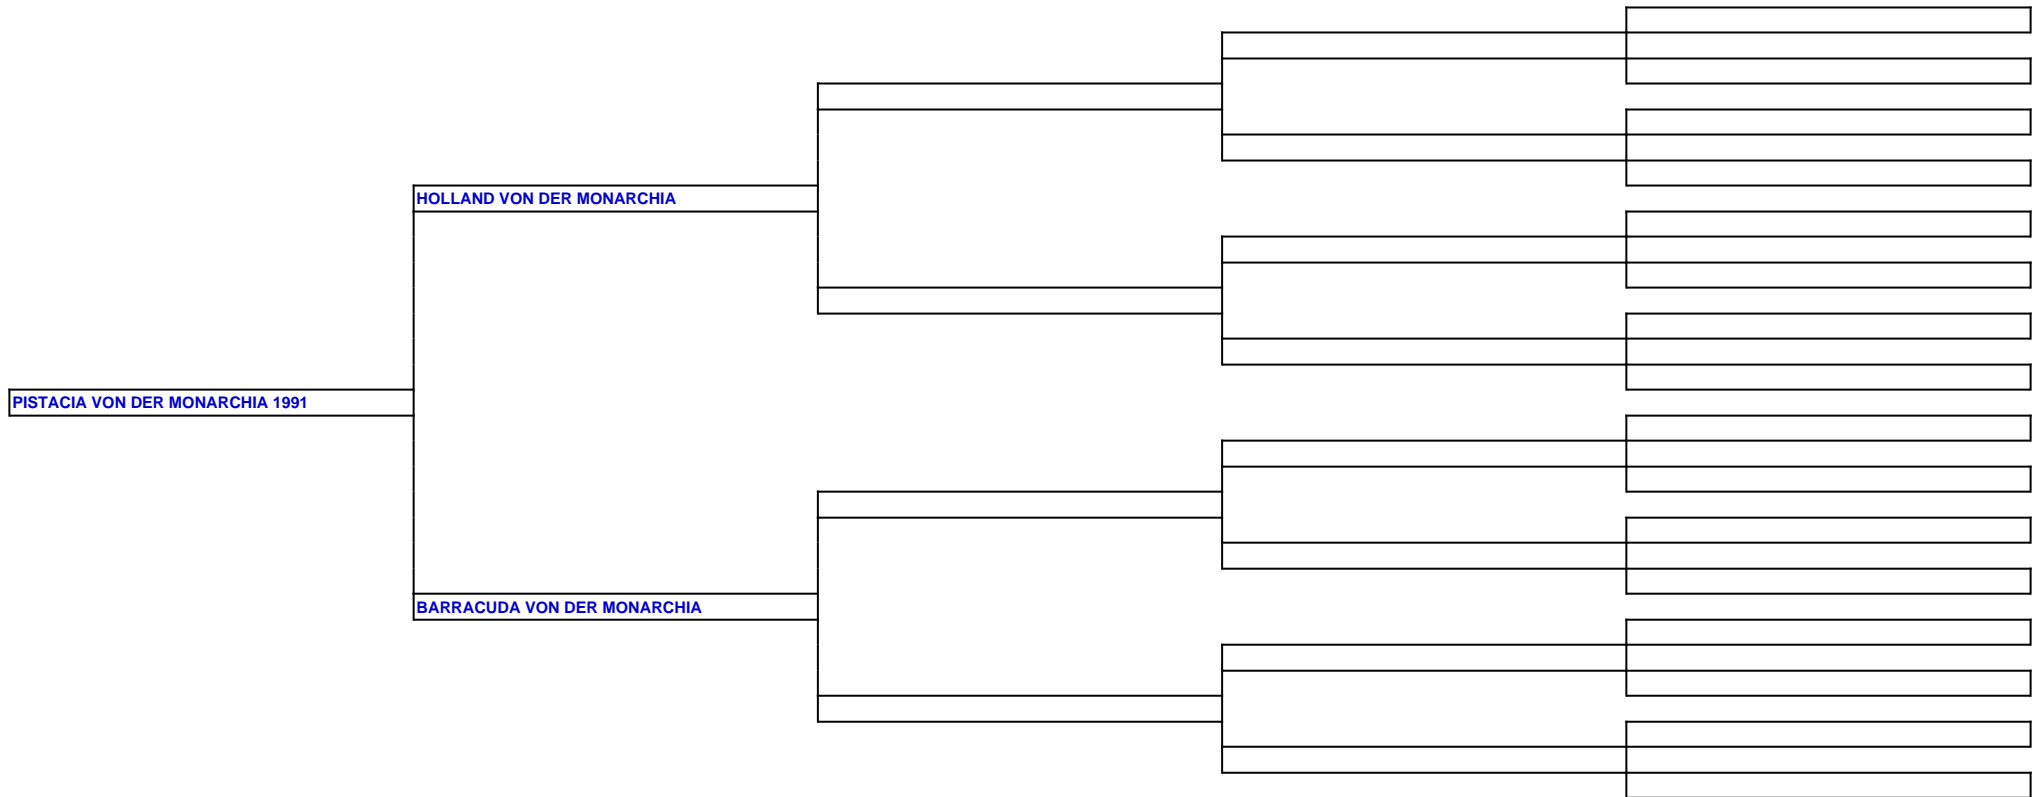 HOLLAND VON DER MONARCHIA
PISTACIA VON DER MONARCHIA 1991
BARRACUDA VON DER MONARCHIA